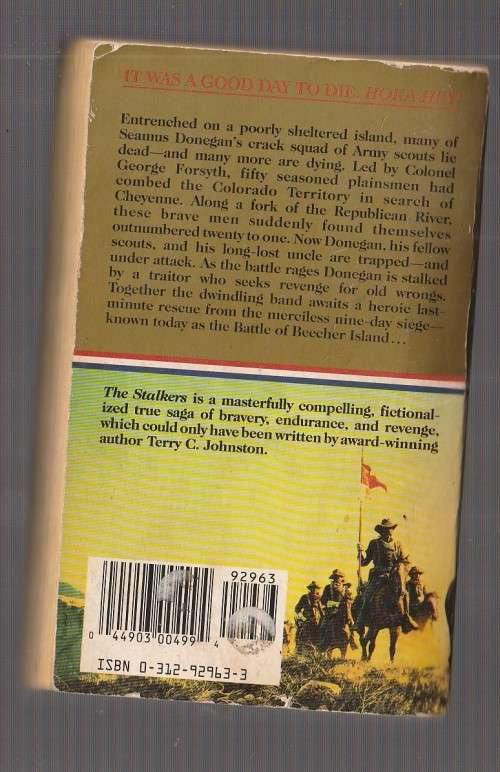 IT WAS A GOOD DAY TO DIE. HOKA HEY!
Entrenched on a poorly sheltered island, many of
Seamus Donegan's crack squad of Army scouts lie
dead—and many more are dying. Led by Colonel
George Forsyth, fifty seasoned plainsmen had
combed the Colorado Territory in search of
Cheyenne. Along a fork of the Republican River,
these brave men suddenly found themselves
outnumbered twenty to one. Now Donegan, his fellow
scouts, and his long-lost uncle are trapped—and
under attack. As the battle rages Donegan is stalked
by a traitor who seeks revenge for old wrongs.
Together the dwindling band awaits a heroic last-
minute rescue from the merciless nine-day siege—
known today as the Battle of Beecher Island...
The Stalkers is a masterfully compelling, fictional-
ized true saga of bravery, endurance, and revenge,
which could only have been written by award-winning
author Terry C. Johnston.
92963
0 44903 00499 4
ISBN 0-312-92963-3